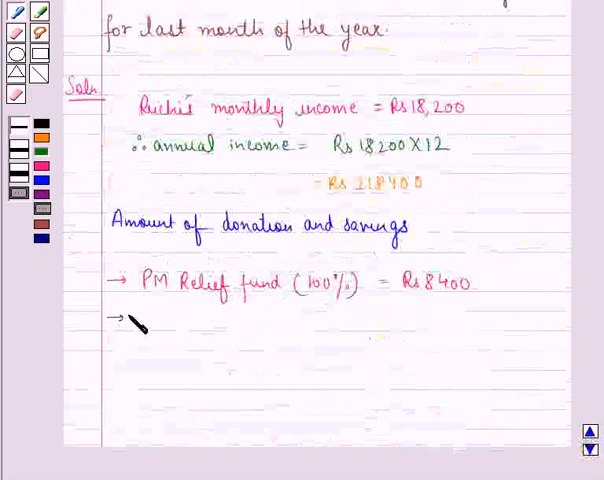 for last month of the year.
Soln.
Ruchi's monthly income = Rs 18,200
∴ annual income = Rs 18200 X 12
= Rs 218400
Amount of donation and savings
→ PM Relief fund (100%) = Rs 8400
→